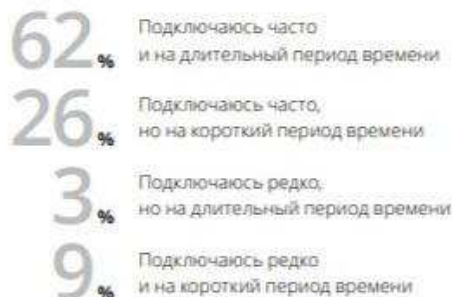 62% Подключаюсь часто
и на длительный период времени
26% Подключаюсь часто,
но на короткий период времени
3% Подключаюсь редко,
но на длительный период времени
9% Подключаюсь редко
и на короткий период времени